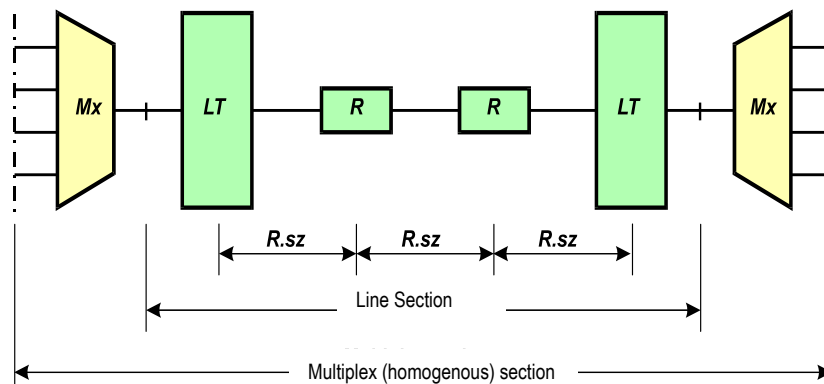 Mx LT R R LT Mx
R.sz R.sz R.sz
Line Section
Multiplex (homogenous) section